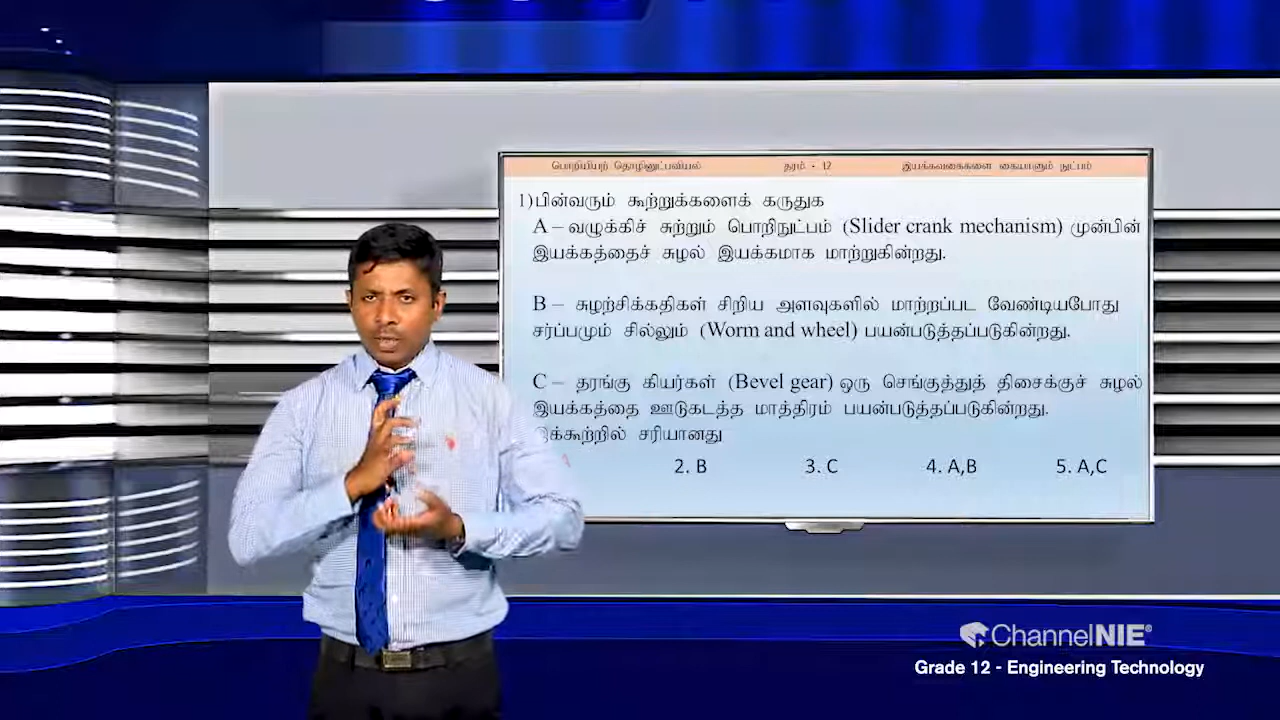 பொறியியற் தொழினுட்பவியல் தரம் - 12 இயக்கவகைகளை கையாளும் நுட்பம்
1)பின்வரும் கூற்றுக்களைக் கருதுக
A – வழுக்கிச் சுற்றும் பொறிநுட்பம் (Slider crank mechanism) முன்பின்
இயக்கத்தைச் சுழல் இயக்கமாக மாற்றுகின்றது.
B – சுழற்சிக்கதிகள் சிறிய அளவுகளில் மாற்றப்பட வேண்டியபோது
சர்ப்பமும் சில்லும் (Worm and wheel) பயன்படுத்தப்படுகின்றது.
C – தரங்கு கியர்கள் (Bevel gear) ஒரு செங்குத்துத் திசைக்குச் சுழல்
இயக்கத்தை ஊடுகடத்த மாத்திரம் பயன்படுத்தப்படுகின்றது.
இக்கூற்றில் சரியானது
2. B 3. C 4. A,B 5. A,C
ChannelNIE®
Grade 12 - Engineering Technology